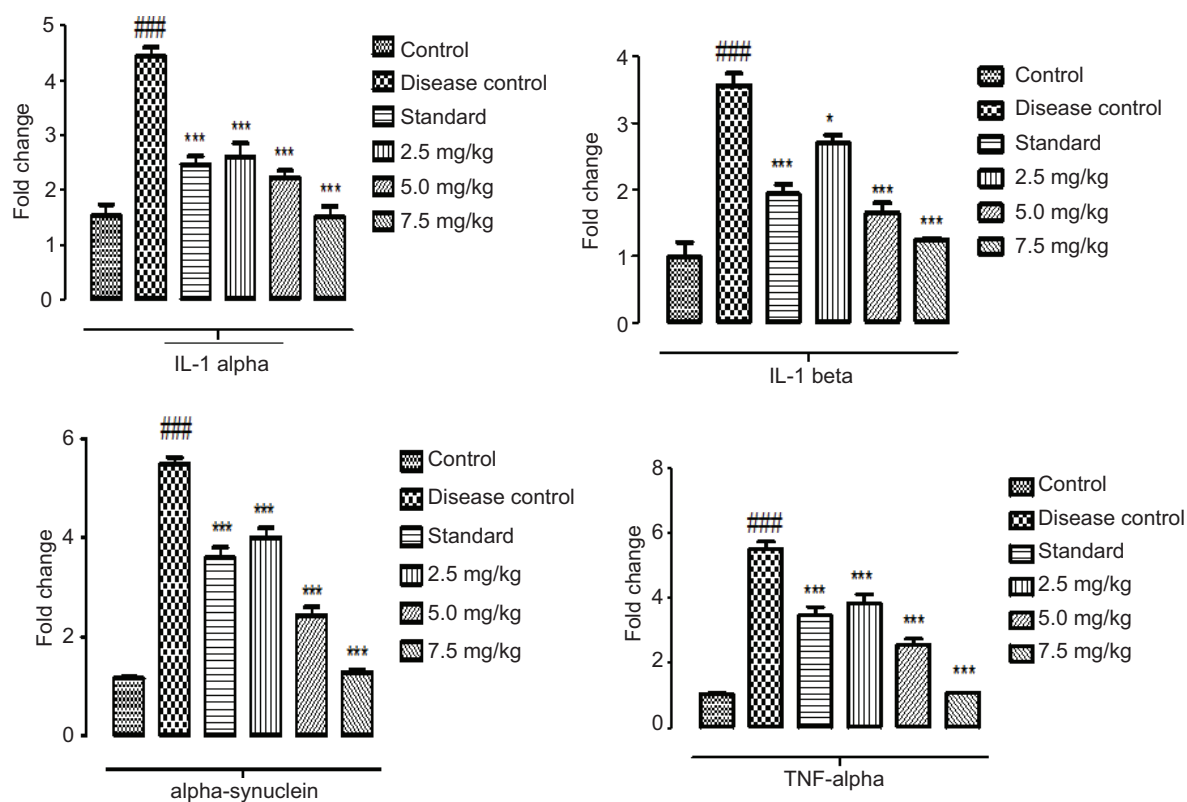 5
4
3
2
1
0
Fold change
###
***
***
***
***
IL-1 alpha
Control
Disease control
Standard
2.5 mg/kg
5.0 mg/kg
7.5 mg/kg
4
3
2
1
0
Fold change
###
***
*
***
***
IL-1 beta
Control
Disease control
Standard
2.5 mg/kg
5.0 mg/kg
7.5 mg/kg
6
4
2
0
Fold change
###
***
***
***
***
alpha-synuclein
Control
Disease control
Standard
2.5 mg/kg
5.0 mg/kg
7.5 mg/kg
8
6
4
2
0
Fold change
###
***
***
***
***
TNF-alpha
Control
Disease control
Standard
2.5 mg/kg
5.0 mg/kg
7.5 mg/kg